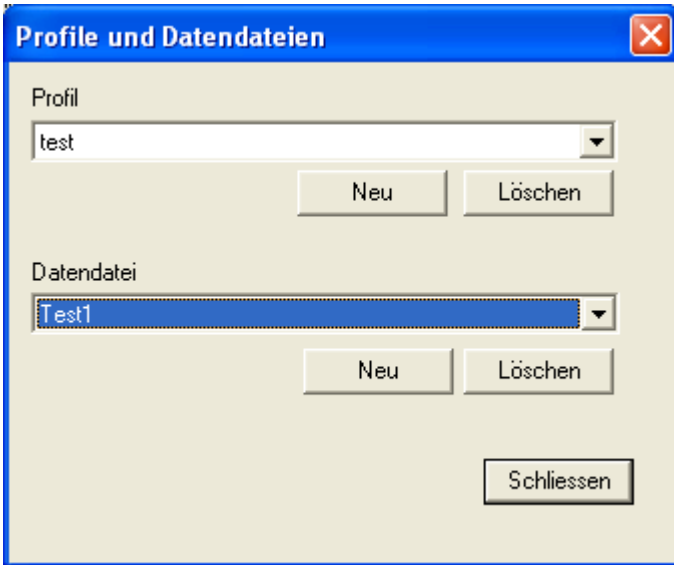 Profile und Datendateien
Profil
test
Neu Löschen
Datendatei
Test1
Neu Löschen
Schliessen